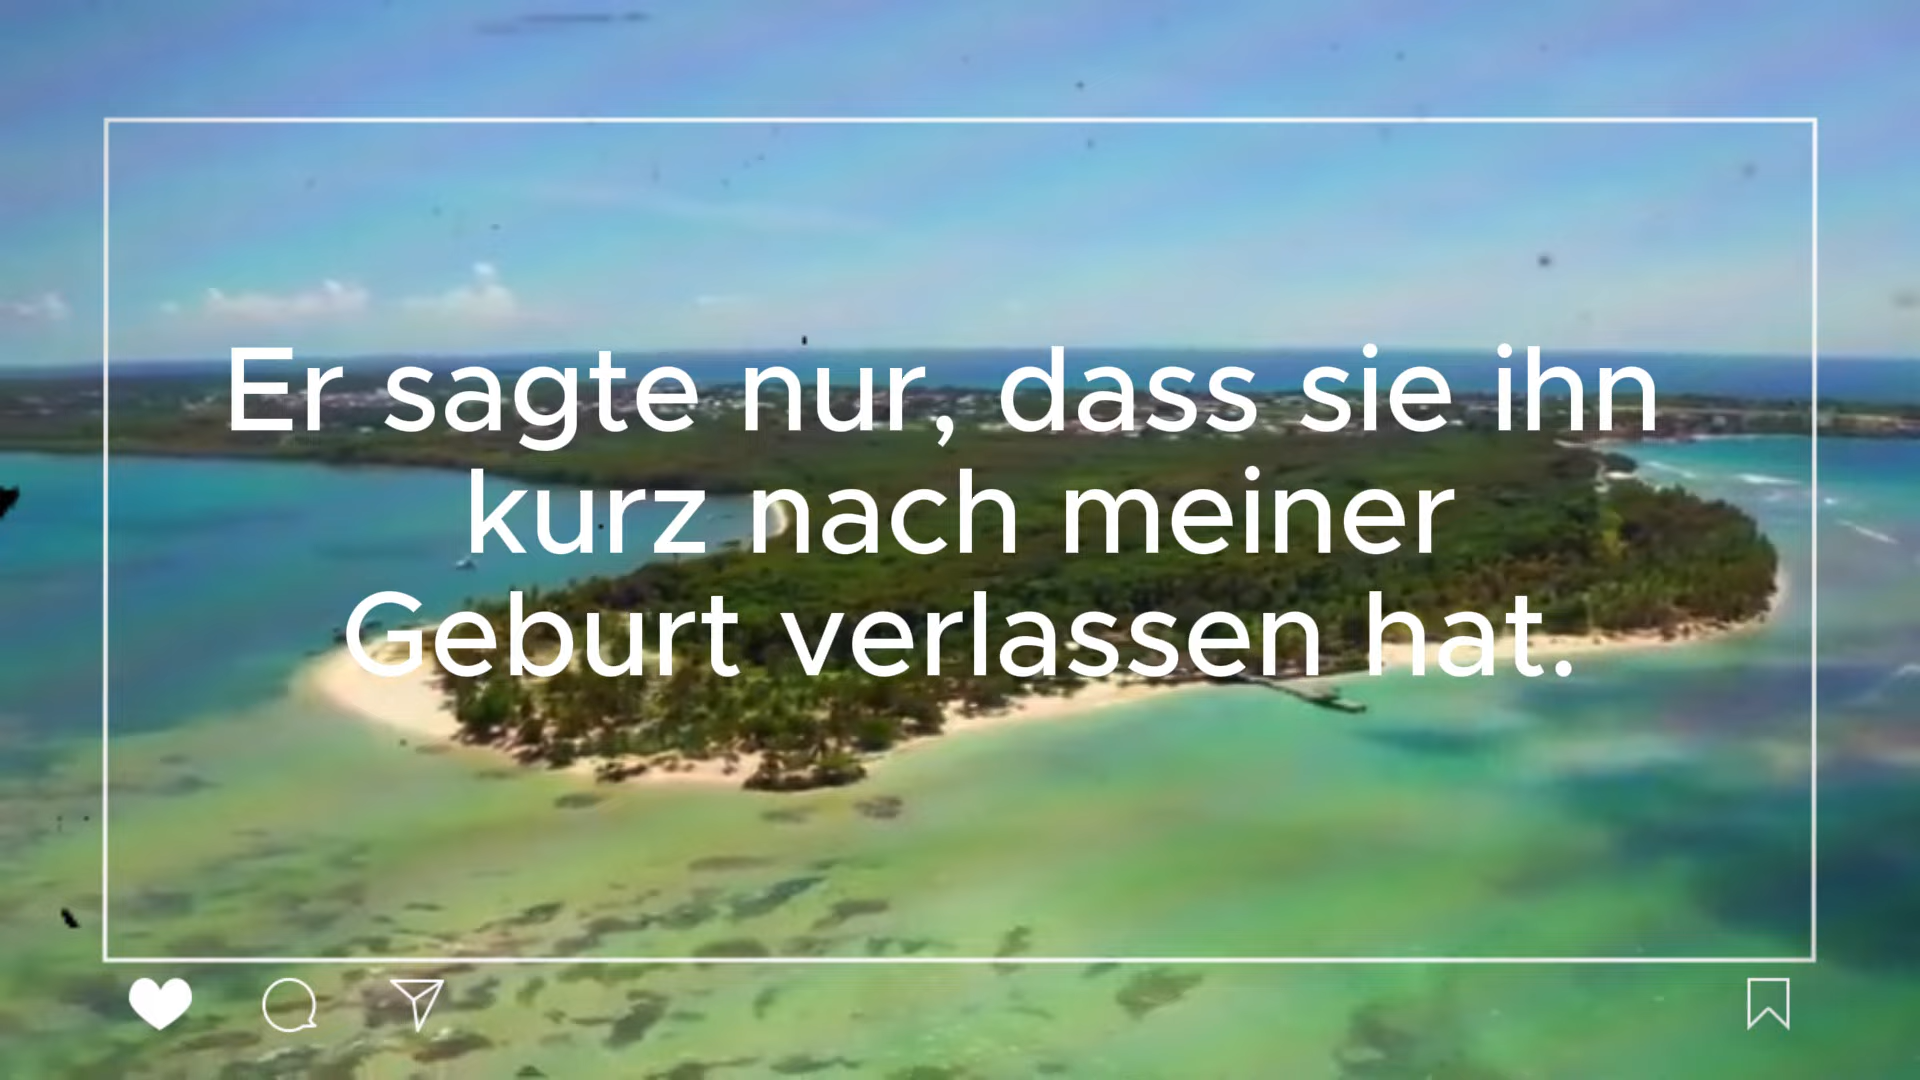 Er sagte nur, dass sie ihn
kurz nach meiner
Geburt verlassen hat.